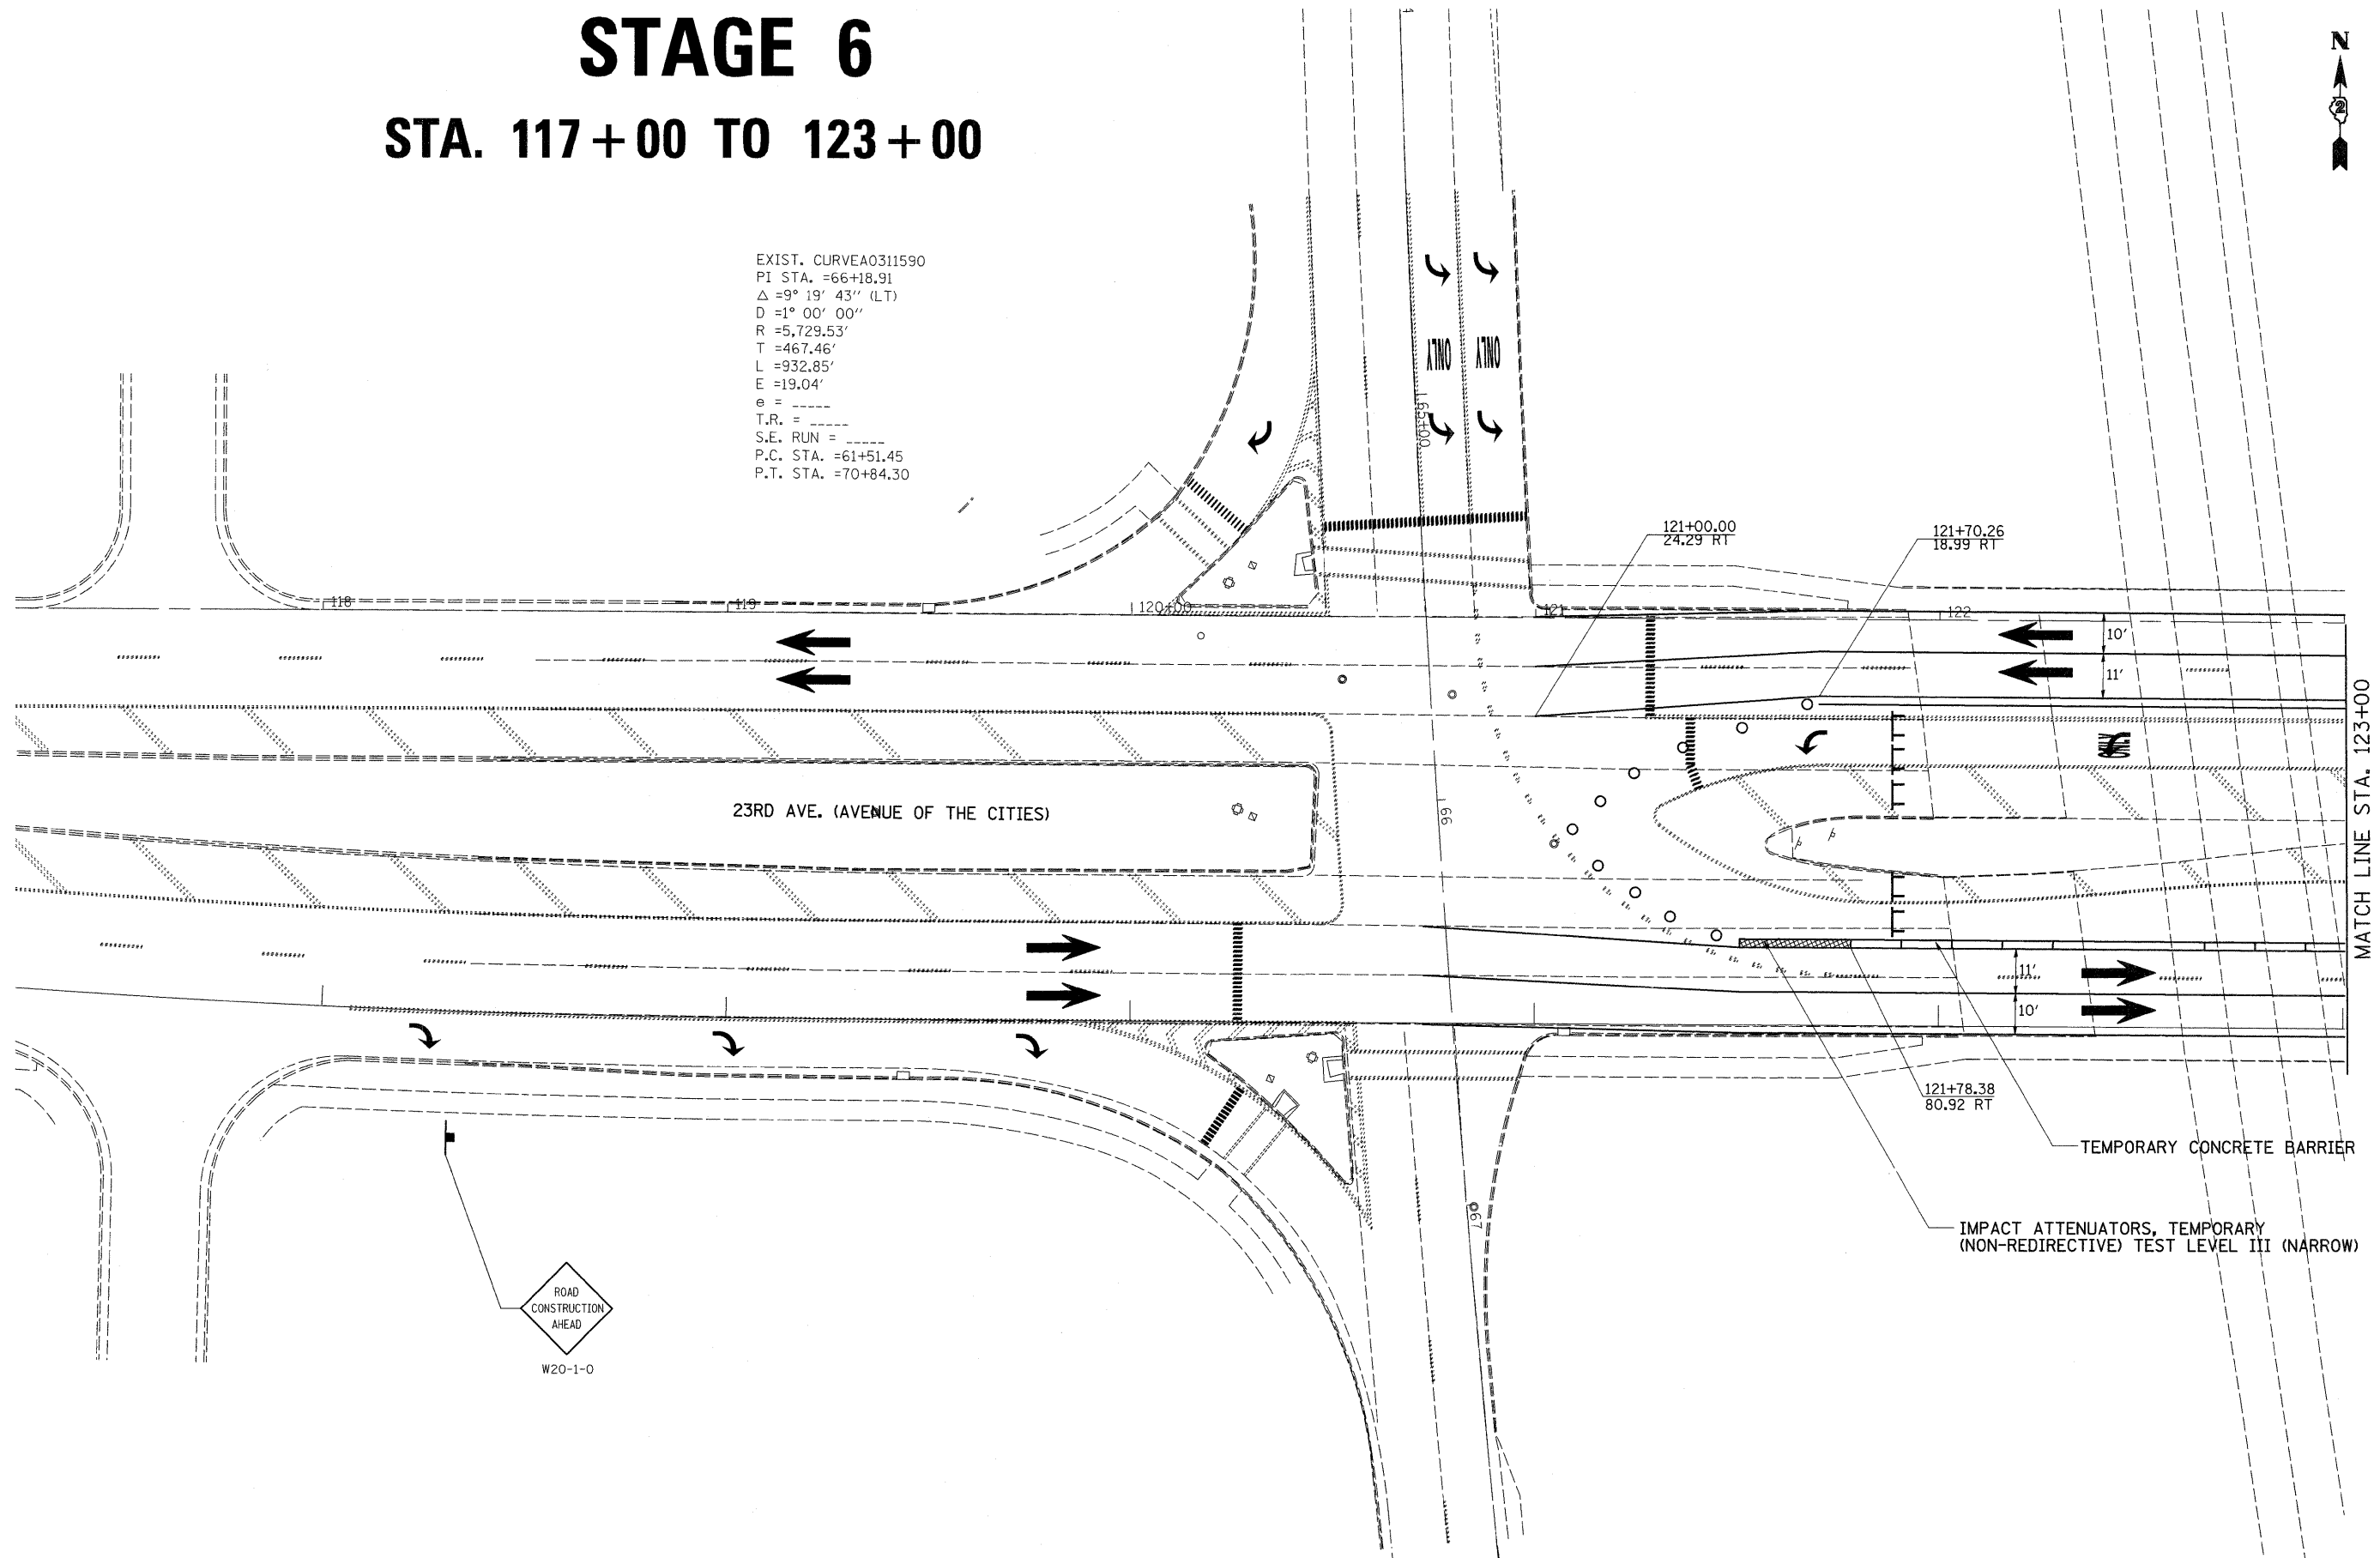 STAGE 6
STA. 117+00 TO 123+00
N
2
EXIST. CURVEA0311590
PI STA. =66+18.91
Δ =9° 19' 43" (LT)
D =1° 00' 00"
R =5,729.53'
T =467.46'
L =932.85'
E =19.04'
e = _____
T.R. = _____
S.E. RUN = _____
P.C. STA. =61+51.45
P.T. STA. =70+84.30
ONLY
ONLY
165+00
121+00.00
24.29 RT
121+70.26
18.99 RT
118
119
120+00
121
122
10'
11'
23RD AVE. (AVENUE OF THE CITIES)
66
MATCH LINE STA. 123+00
11'
10'
121+78.38
80.92 RT
TEMPORARY CONCRETE BARRIER
67
IMPACT ATTENUATORS, TEMPORARY
(NON-REDIRECTIVE) TEST LEVEL III (NARROW)
ROAD
CONSTRUCTION
AHEAD
W20-1-0